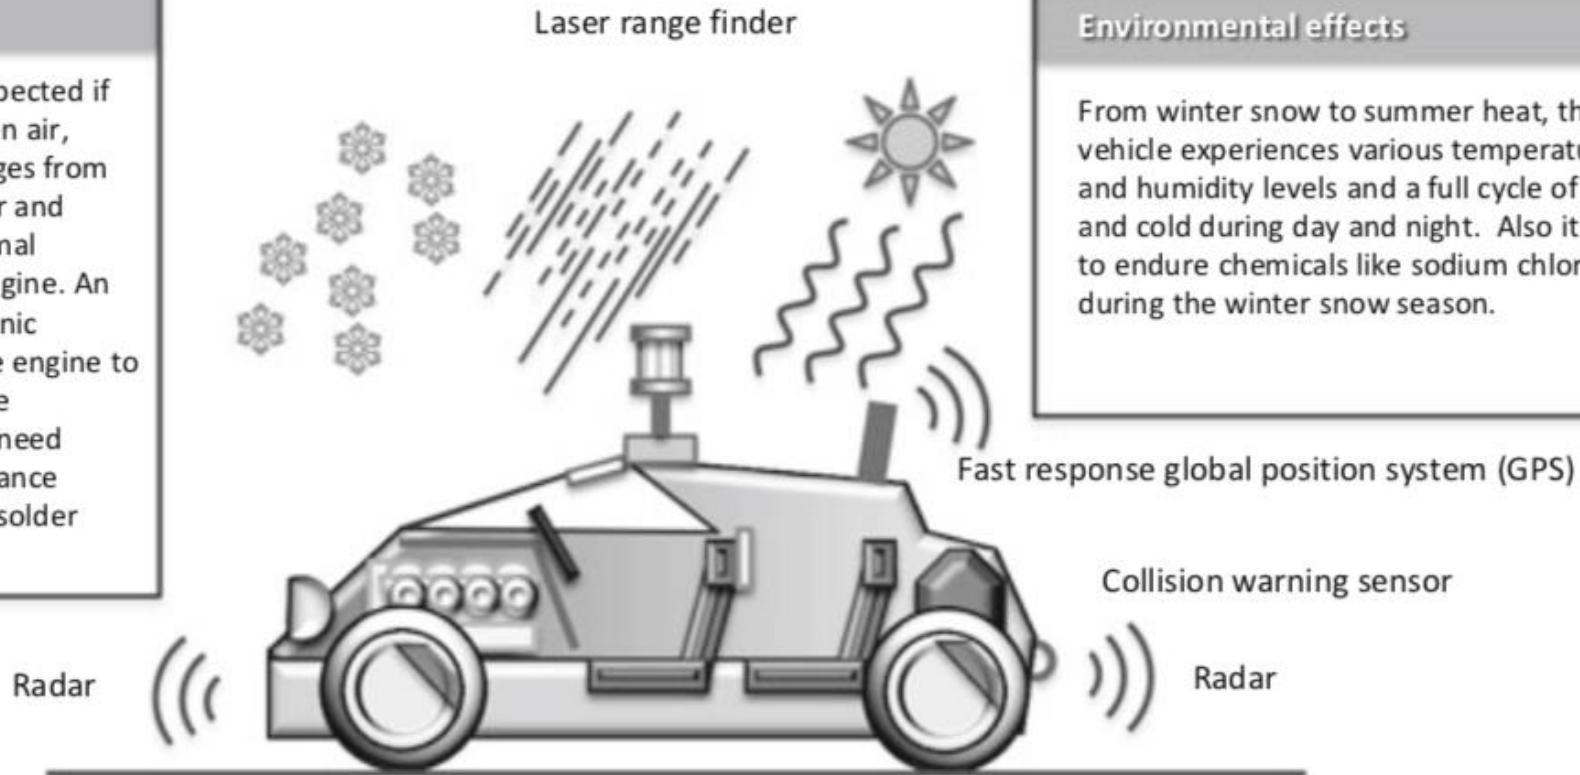 Laser range finder
pected if
n air,
ges from
r and
nal
gine. An
nic
e engine to
e
need
ance
solder
Environmental effects
From winter snow to summer heat, th
vehicle experiences various temperatu
and humidity levels and a full cycle of
and cold during day and night. Also it
to endure chemicals like sodium chlor
during the winter snow season.
Fast response global position system (GPS)
Collision warning sensor
Radar
Radar